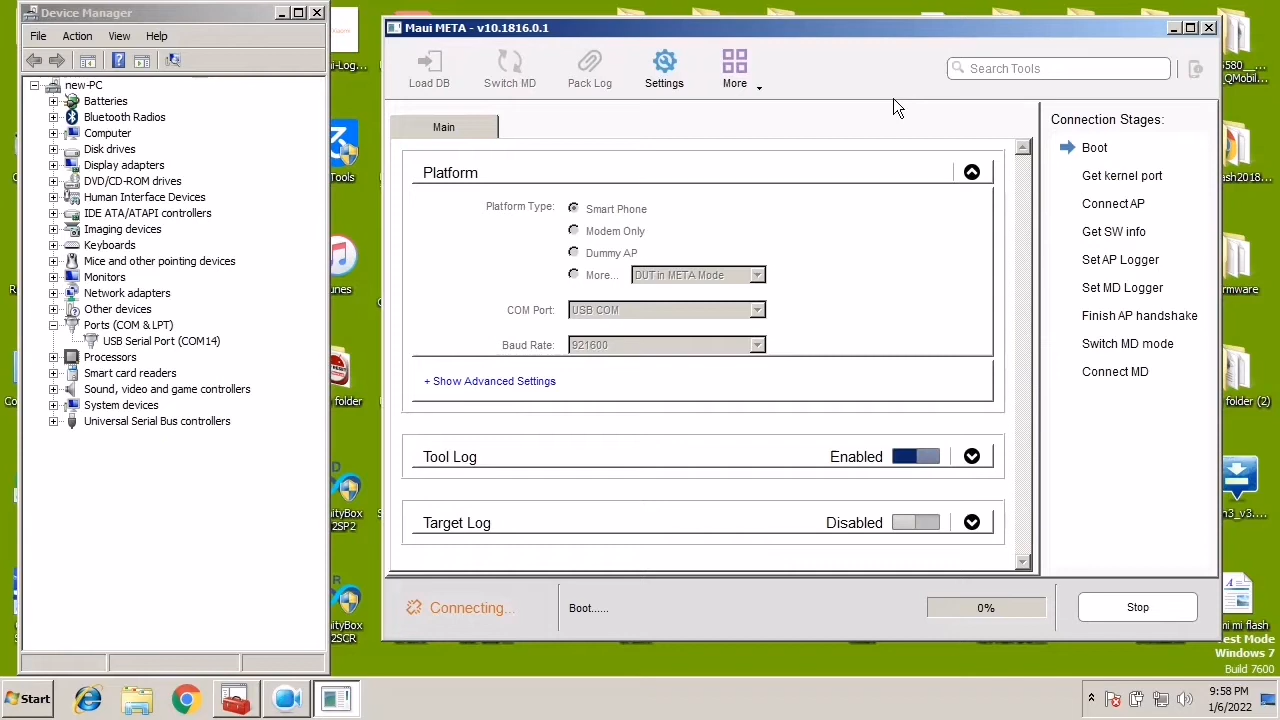 Device Manager
File Action View Help
new-PC
Batteries
Bluetooth Radios
Computer
Disk drives
Display adapters
DVD/CD-ROM drives
Human Interface Devices
IDE ATA/ATAPI controllers
Imaging devices
Keyboards
Mice and other pointing devices
Monitors
Network adapters
Other devices
Ports (COM & LPT)
USB Serial Port (COM14)
Processors
Smart card readers
Sound, video and game controllers
System devices
Universal Serial Bus controllers
Maui META - v10.1816.0.1
Load DB Switch MD Pack Log Settings More
Search Tools
Main
Platform
Platform Type: Smart Phone
Modem Only
Dummy AP
More... DUT in META Mode
COM Port: USB COM
Baud Rate: 921600
+ Show Advanced Settings
Tool Log Enabled
Target Log Disabled
Connection Stages:
Boot
Get kernel port
Connect AP
Get SW info
Set AP Logger
Set MD Logger
Finish AP handshake
Switch MD mode
Connect MD
Connecting...
Boot......
0%
Stop
Tools
folder
2SP2
2SCR
folder (2)
mi mi flash
Windows 7
Build 7600
Start
9:58 PM
1/6/2022